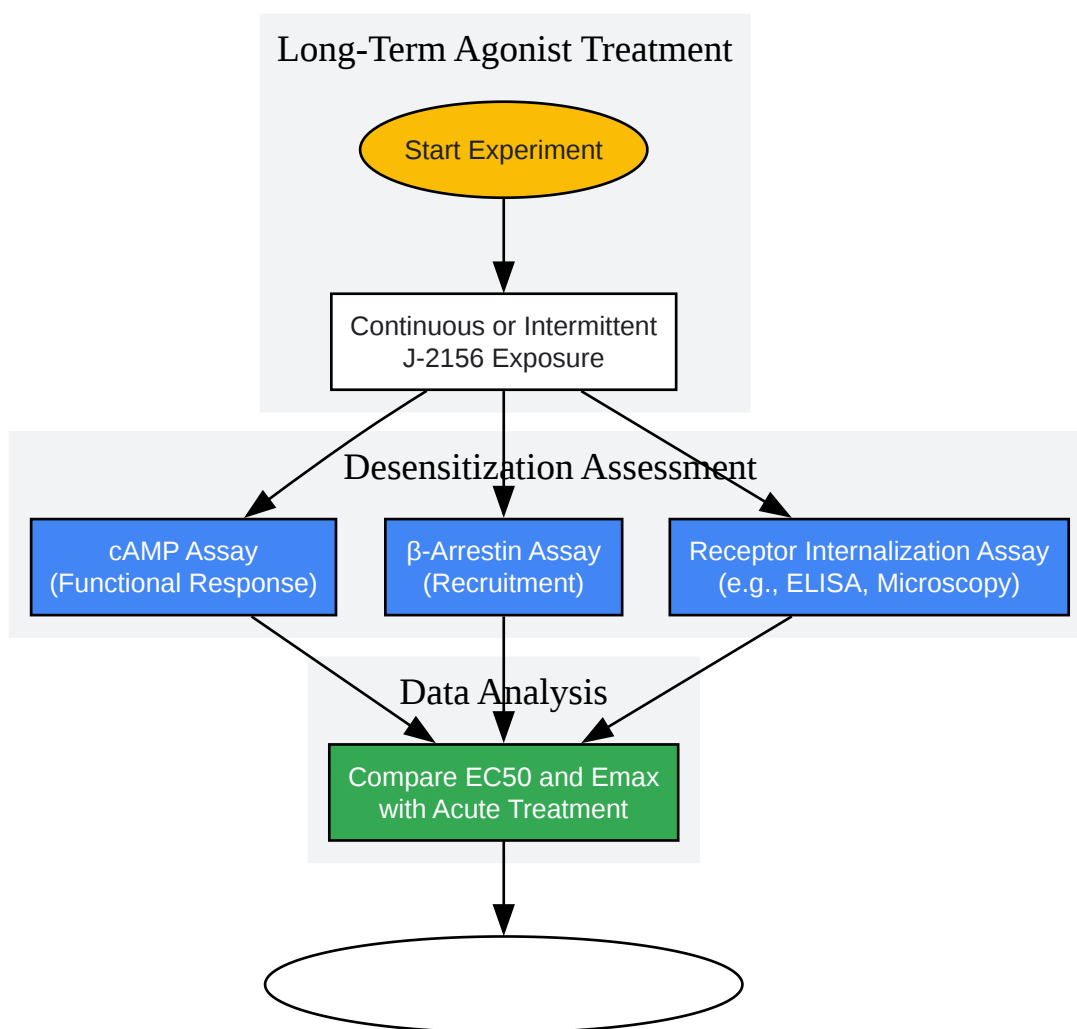 Long-Term Agonist Treatment
Start Experiment
Continuous or Intermittent
J-2156 Exposure
Desensitization Assessment
cAMP Assay
(Functional Response)
β-Arrestin Assay
(Recruitment)
Receptor Internalization Assay
(e.g., ELISA, Microscopy)
Data Analysis
Compare EC50 and Emax
with Acute Treatment